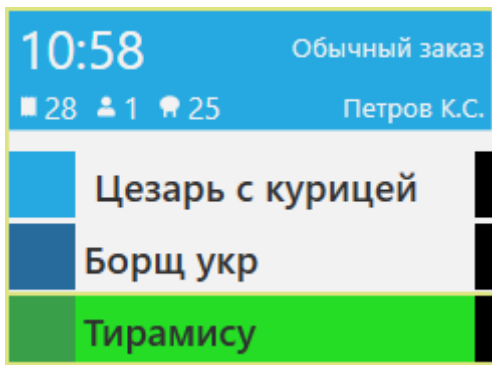 10:58 Обычный заказ
28 1 25 Петров К.С.
Цезарь с курицей
Борщ укр
Тирамису